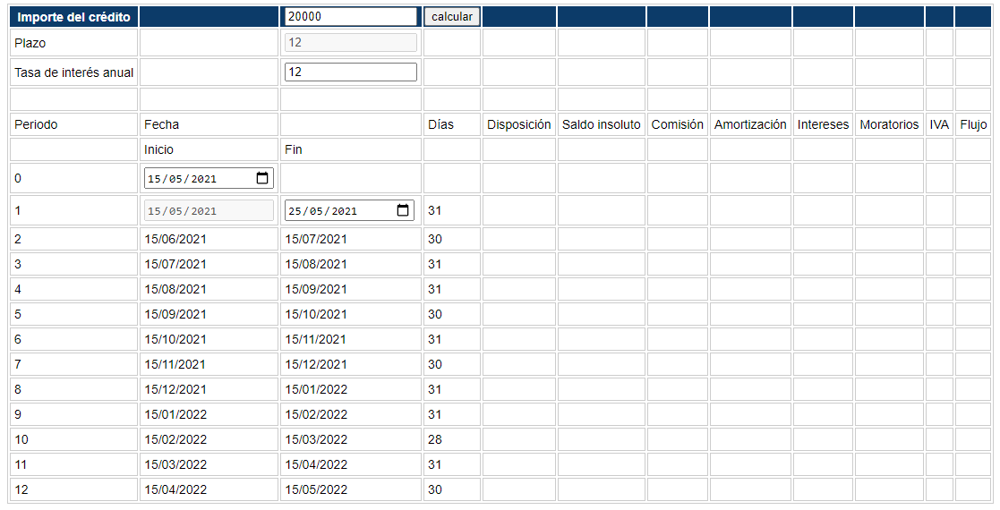 Importe del crédito 20000 calcular
Plazo 12
Tasa de interés anual 12
Periodo Fecha Días Disposición Saldo insoluto Comisión Amortización Intereses Moratorios IVA Flujo
Inicio Fin
0 15/05/2021
1 15/05/2021 25/05/2021 31
2 15/06/2021 15/07/2021 30
3 15/07/2021 15/08/2021 31
4 15/08/2021 15/09/2021 31
5 15/09/2021 15/10/2021 30
6 15/10/2021 15/11/2021 31
7 15/11/2021 15/12/2021 30
8 15/12/2021 15/01/2022 31
9 15/01/2022 15/02/2022 31
10 15/02/2022 15/03/2022 28
11 15/03/2022 15/04/2022 31
12 15/04/2022 15/05/2022 30